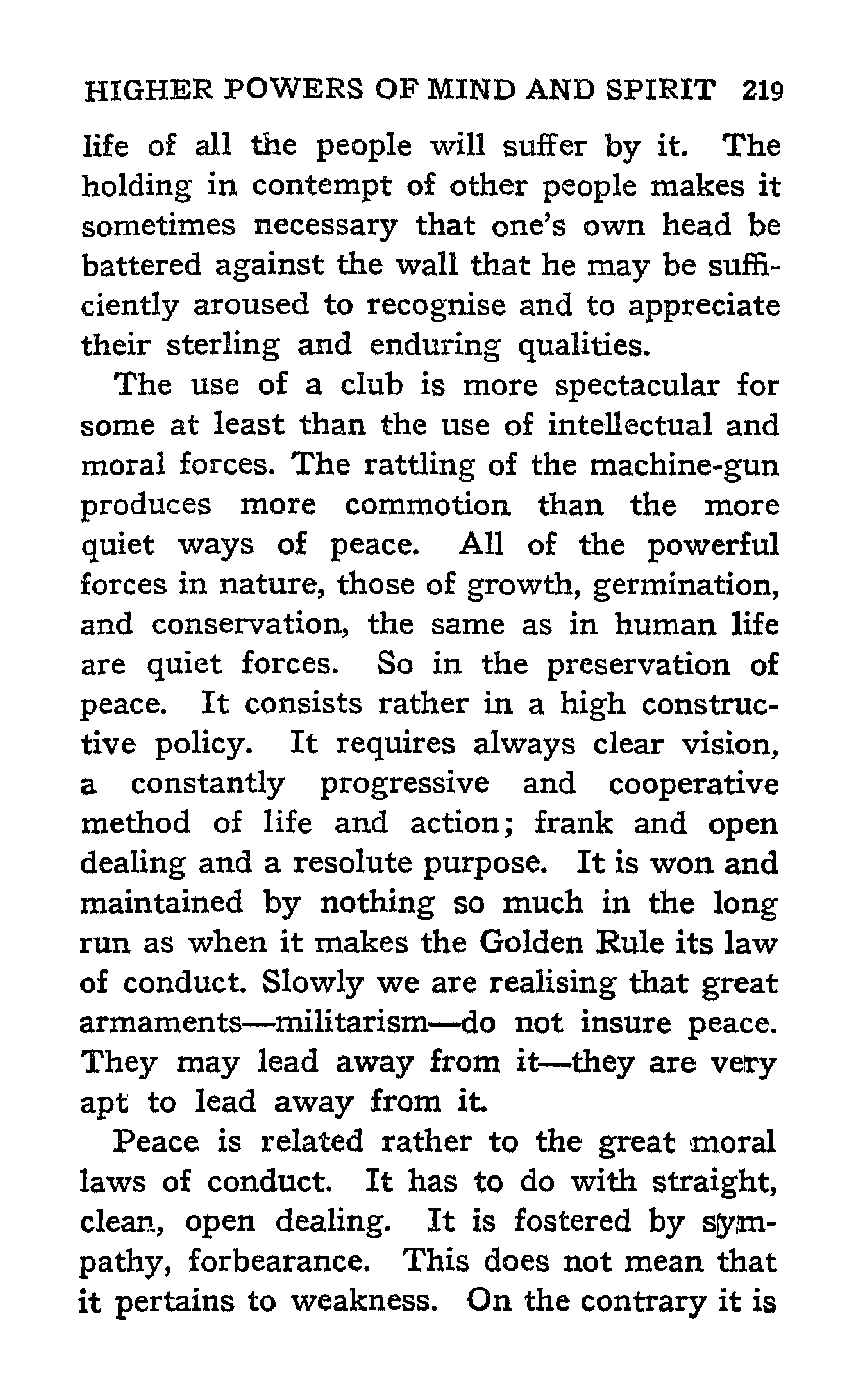 HIGHER POWERS OF MIND AND SPIRIT 219
life of all the people will suffer by it. The
holding in contempt of other people makes it
sometimes necessary that one's own head be
battered against the wall that he may be suffi-
ciently aroused to recognise and to appreciate
their sterling and enduring qualities.
The use of a club is more spectacular for
some at least than the use of intellectual and
moral forces. The rattling of the machine-gun
produces more commotion than the more
quiet ways of peace. All of the powerful
forces in nature, those of growth, germination,
and conservation, the same as in human life
are quiet forces. So in the preservation of
peace. It consists rather in a high construc-
tive policy. It requires always clear vision,
a constantly progressive and cooperative
method of life and action; frank and open
dealing and a resolute purpose. It is won and
maintained by nothing so much in the long
run as when it makes the Golden Rule its law
of conduct. Slowly we are realising that great
armaments—militarism—do not insure peace.
They may lead away from it—they are very
apt to lead away from it.
Peace is related rather to the great moral
laws of conduct. It has to do with straight,
clean, open dealing. It is fostered by sym-
pathy, forbearance. This does not mean that
it pertains to weakness. On the contrary it is